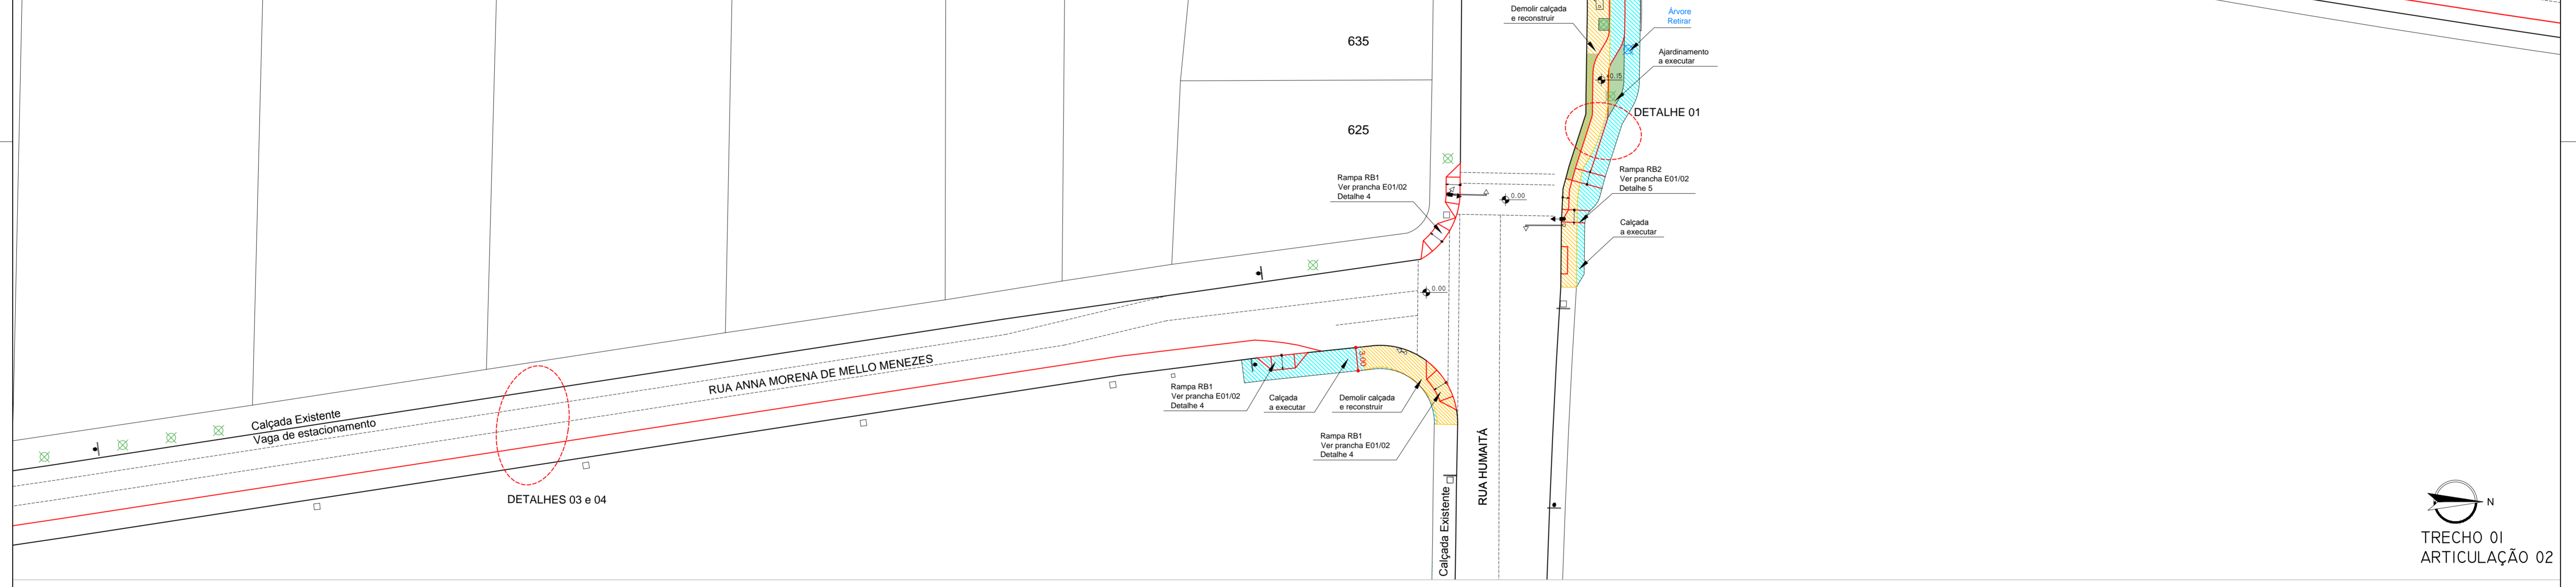 Demolir calçada
e reconstruir
Árvore
Retirar
635
Ajardinamento
a executar
0.15
DETALHE 01
625
Rampa RB1
Ver prancha E01/02
Detalhe 4
Rampa RB2
Ver prancha E01/02
Detalhe 5
0.00
Calçada
a executar
0.00
RUA ANNA MORENA DE MELLO MENEZES
3.00
Rampa RB1
Ver prancha E01/02
Detalhe 4
Calçada
a executar
Demolir calçada
e reconstruir
Calçada Existente
Vaga de estacionamento
Rampa RB1
Ver prancha E01/02
Detalhe 4
RUA HUMAITÁ
Calçada Existente
DETALHES 03 e 04
N
TRECHO 01
ARTICULAÇÃO 02